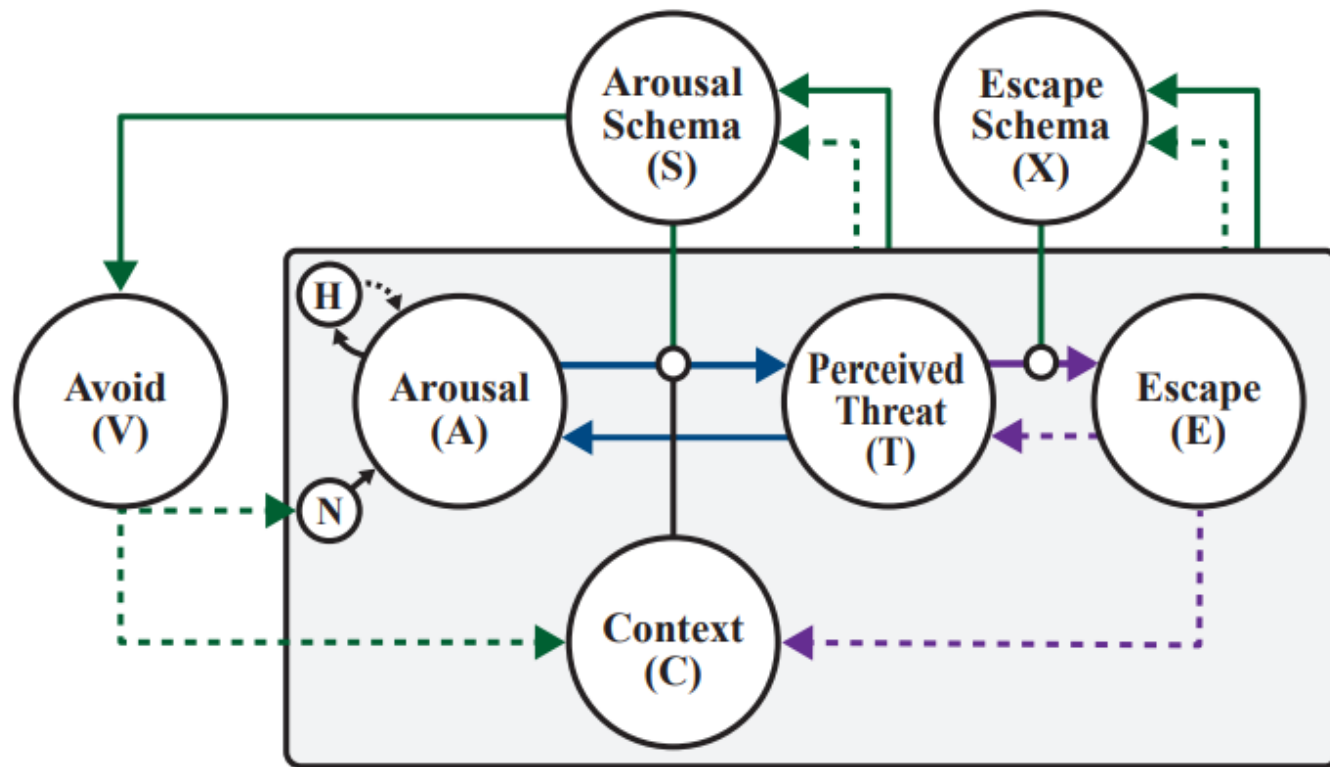 Arousal
Schema
(S)
Escape
Schema
(X)
H
Avoid
(V)
Arousal
(A)
Perceived
Threat
(T)
Escape
(E)
N
Context
(C)